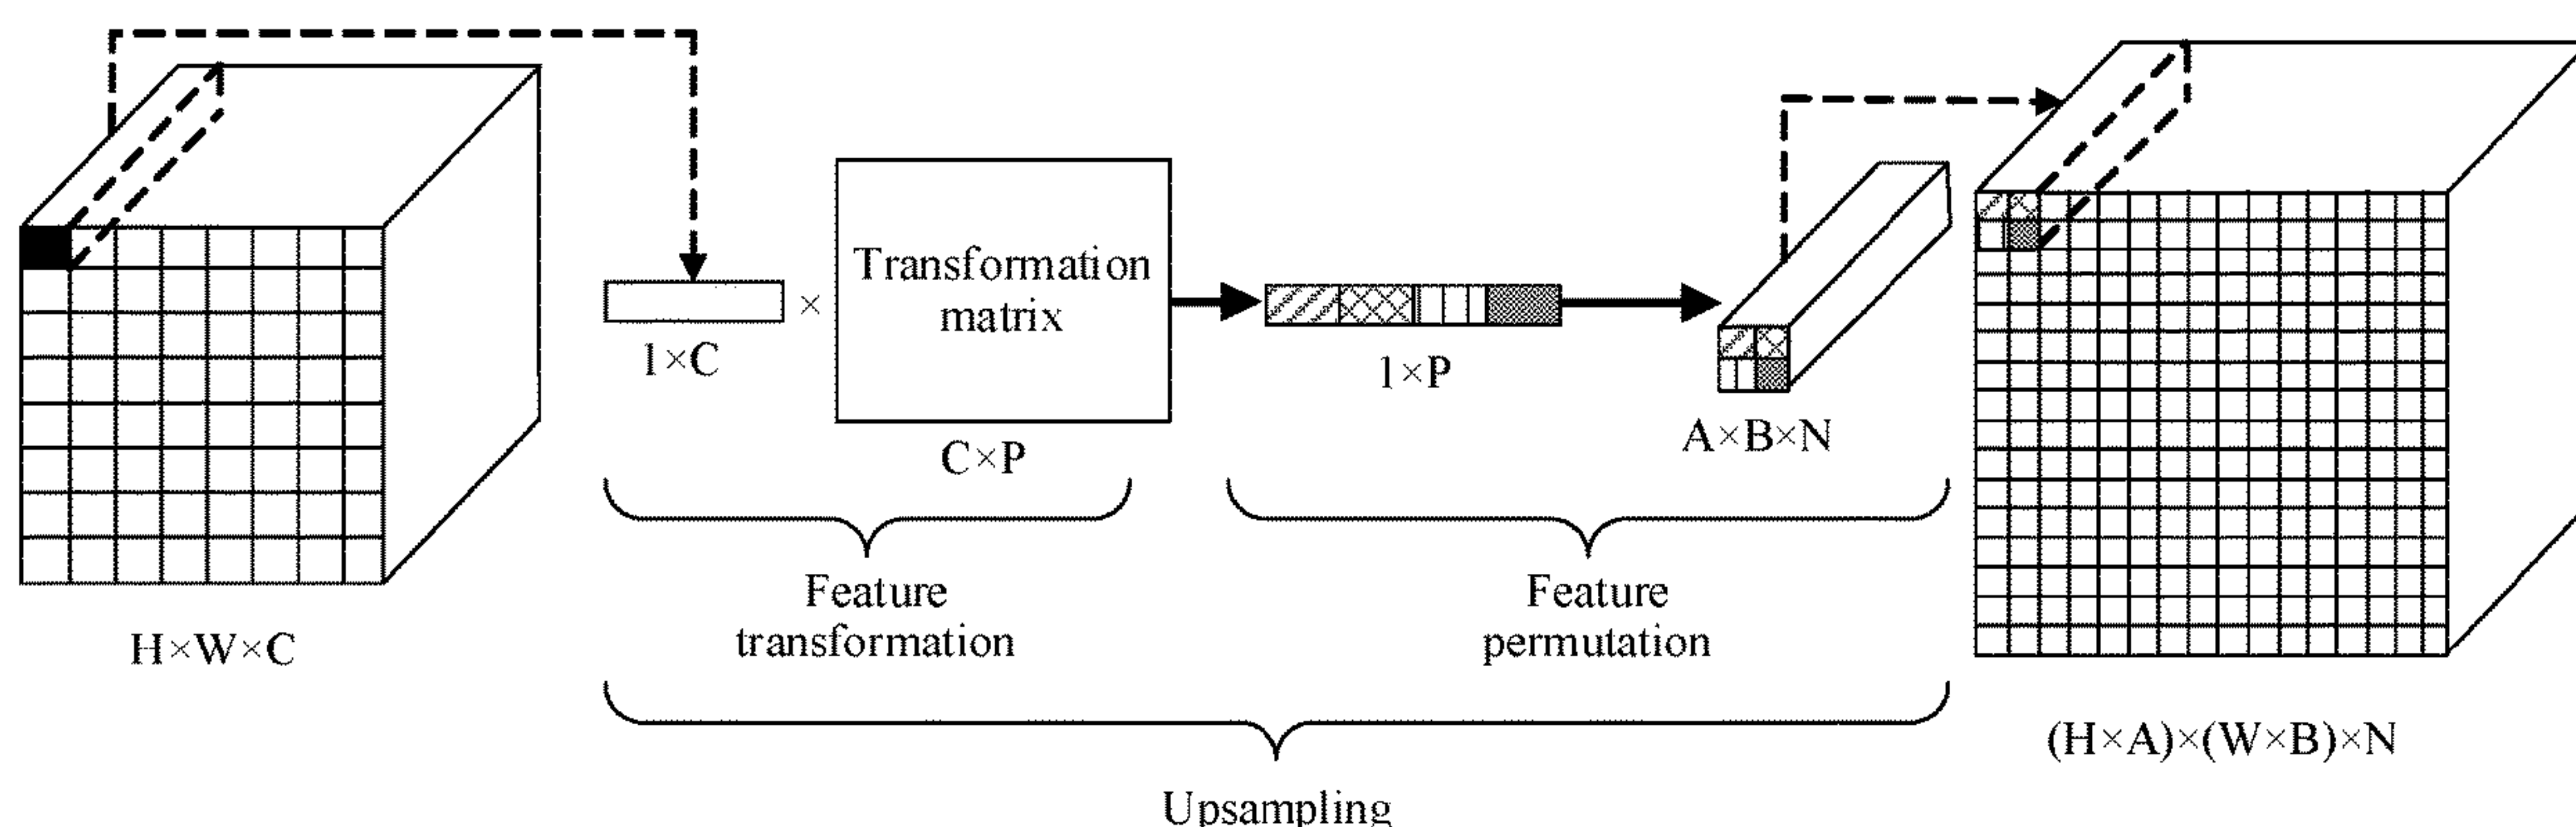 Transformation
matrix
×
1×C
1×P
A×B×N
C×P
Feature
transformation
Feature
permutation
H×W×C
(H×A)×(W×B)×N
Upsampling